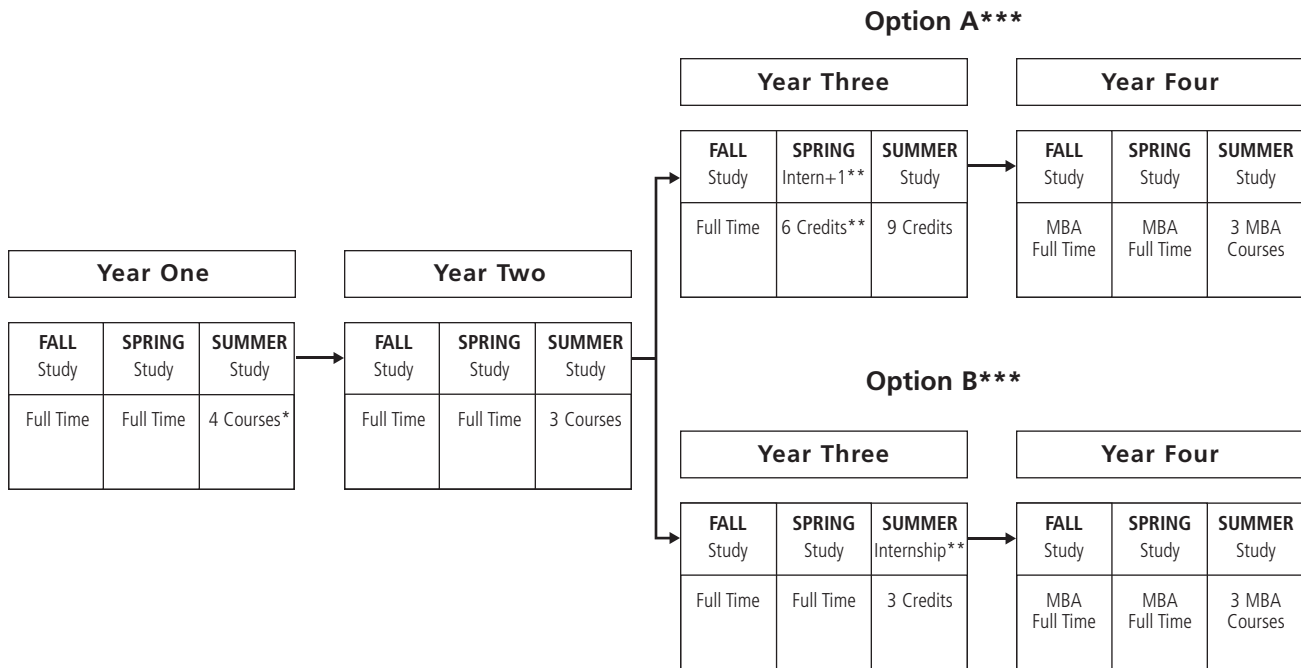 Option A***
Year Three
Year Four
FALL SPRING SUMMER
Study Intern+1** Study
Full Time 6 Credits** 9 Credits
FALL SPRING SUMMER
Study Study Study
MBA MBA 3 MBA
Full Time Full Time Courses
Year One
Year Two
FALL SPRING SUMMER
Study Study Study
Full Time Full Time 4 Courses*
FALL SPRING SUMMER
Study Study Study
Full Time Full Time 3 Courses
Option B***
Year Three
Year Four
FALL SPRING SUMMER
Study Study Internship**
Full Time Full Time 3 Credits
FALL SPRING SUMMER
Study Study Study
MBA MBA 3 MBA
Full Time Full Time Courses